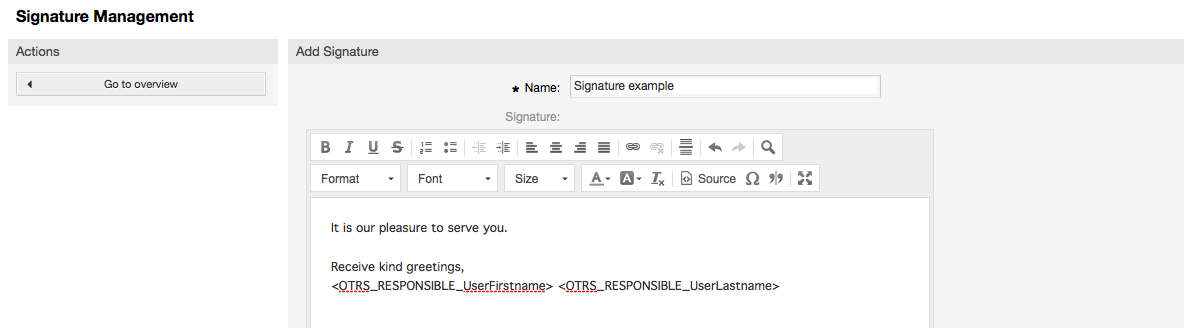 Signature Management
Actions
Go to overview
Add Signature
* Name: Signature example
Signature:
B I U S
Format Font Size A A Tx Source Ω
It is our pleasure to serve you.
Receive kind greetings,
<OTRS_RESPONSIBLE_UserFirstname> <OTRS_RESPONSIBLE_UserLastname>